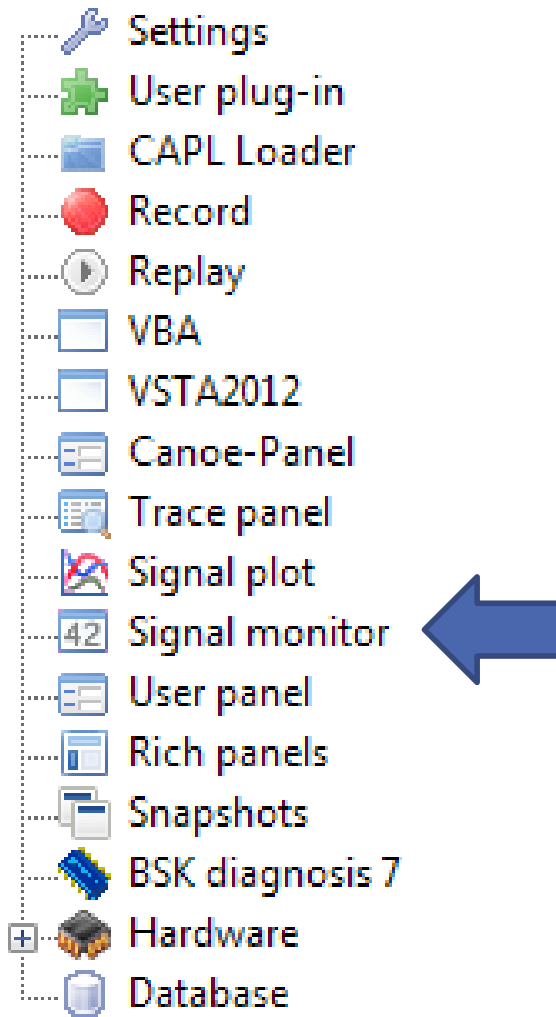 Settings
User plug-in
CAPL Loader
Record
Replay
VBA
VSTA2012
Canoe-Panel
Trace panel
Signal plot
42 Signal monitor
User panel
Rich panels
Snapshots
BSK diagnosis 7
Hardware
Database